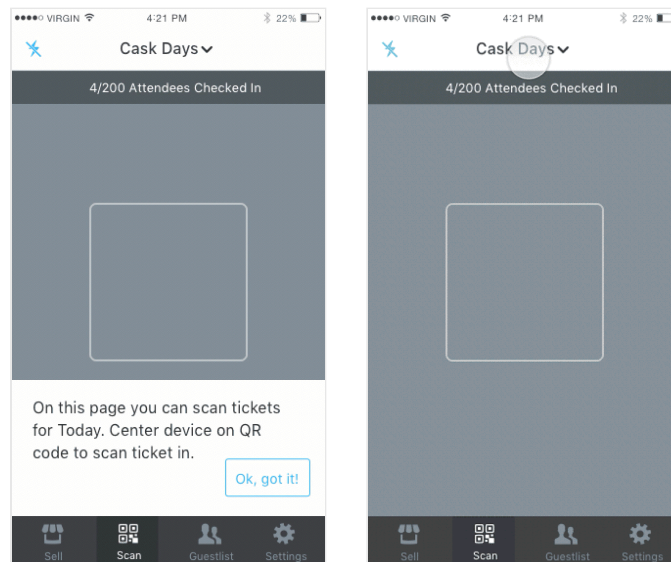 VIRGIN 4:21 PM 22%
Cask Days
4/200 Attendees Checked In
On this page you can scan tickets
for Today. Center device on QR
code to scan ticket in.
Ok, got it!
Sell Scan Guestlist Settings
VIRGIN 4:21 PM 22%
Cask Days
4/200 Attendees Checked In
Sell Scan Guestlist Settings